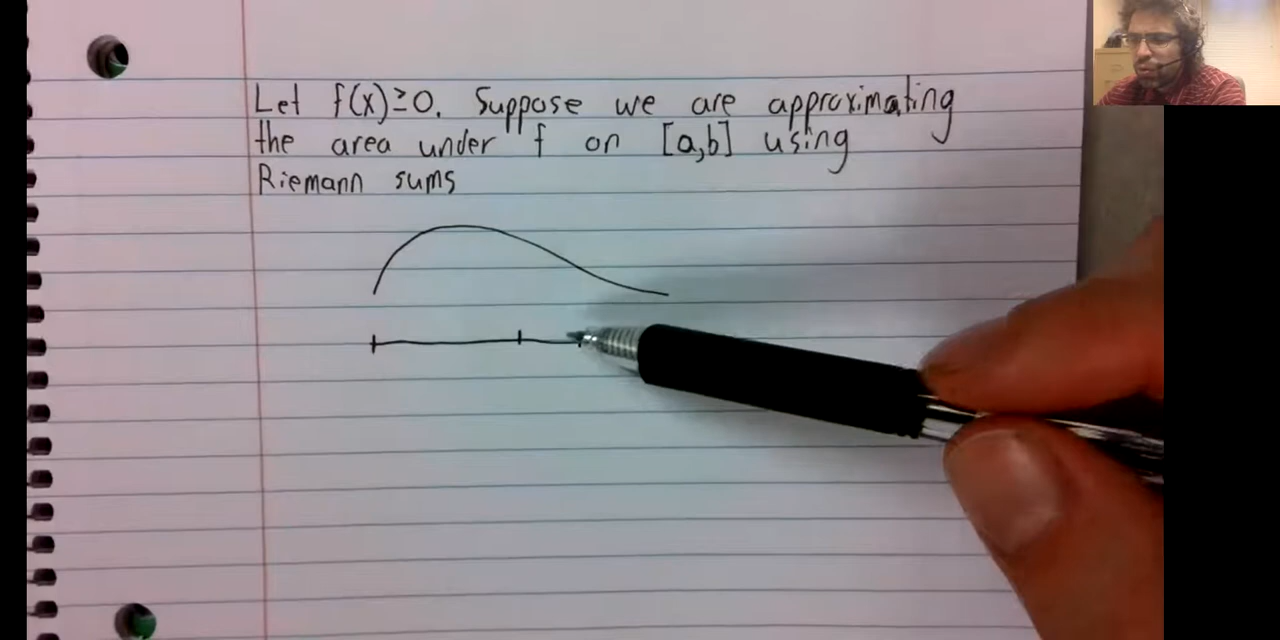 Let f(x)≥0. Suppose we are approximating
the area under f on [a,b] using
Riemann sums